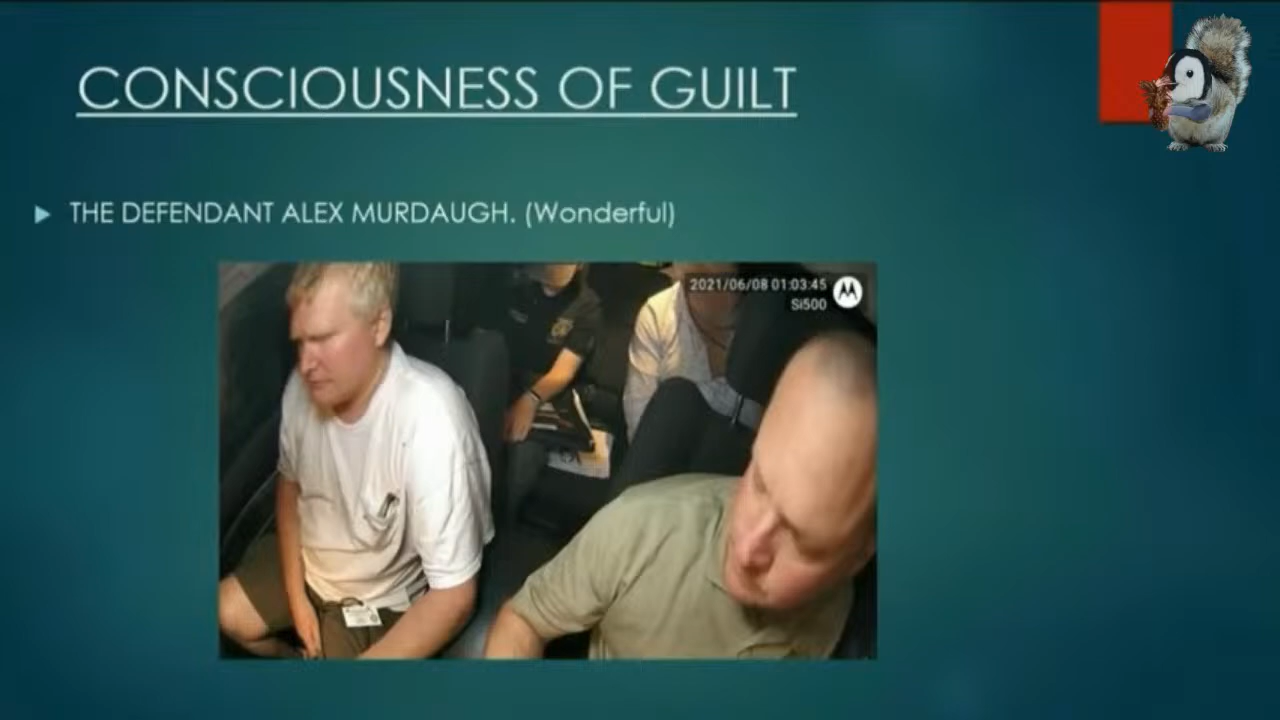 CONSCIOUSNESS OF GUILT
THE DEFENDANT ALEX MURDAUGH. (Wonderful)
2021/06/08 01:03:45
Si500